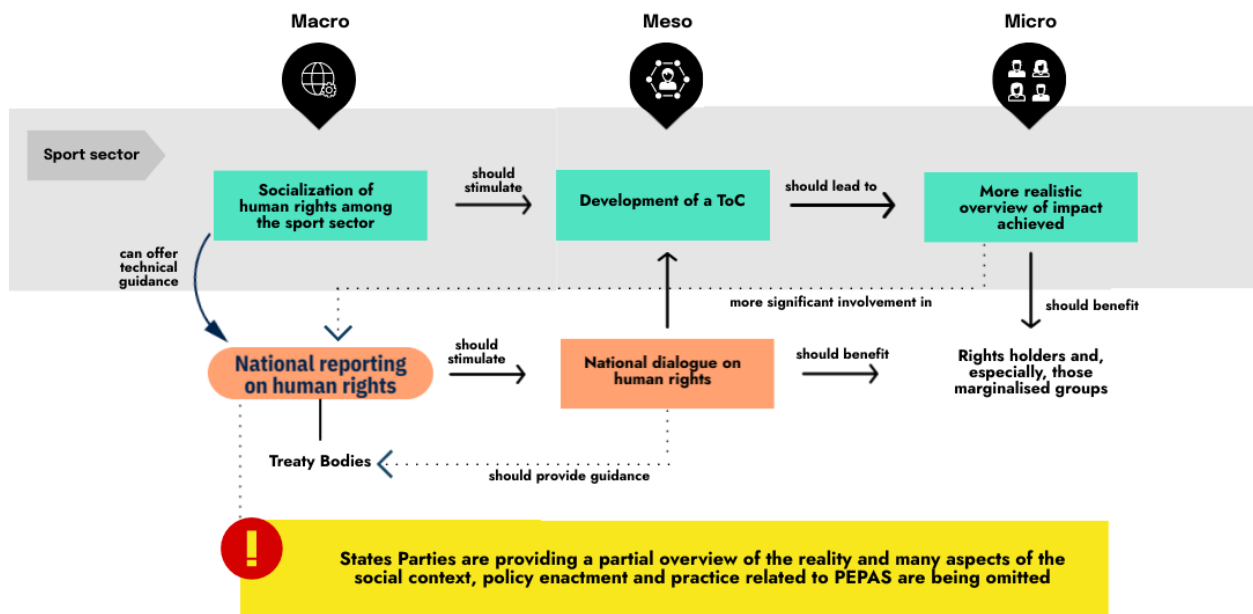 Macro
Meso
Micro
Sport sector
Socialization of
human rights among
the sport sector
should
stimulate
Development of a ToC
should lead to
More realistic
overview of impact
achieved
can offer
technical
guidance
more significant involvement in
should benefit
National reporting
on human rights
should
stimulate
National dialogue on
human rights
should benefit
Rights holders and,
especially, those
marginalised groups
Treaty Bodies
should provide guidance
!
States Parties are providing a partial overview of the reality and many aspects of the
social context, policy enactment and practice related to PEPAS are being omitted